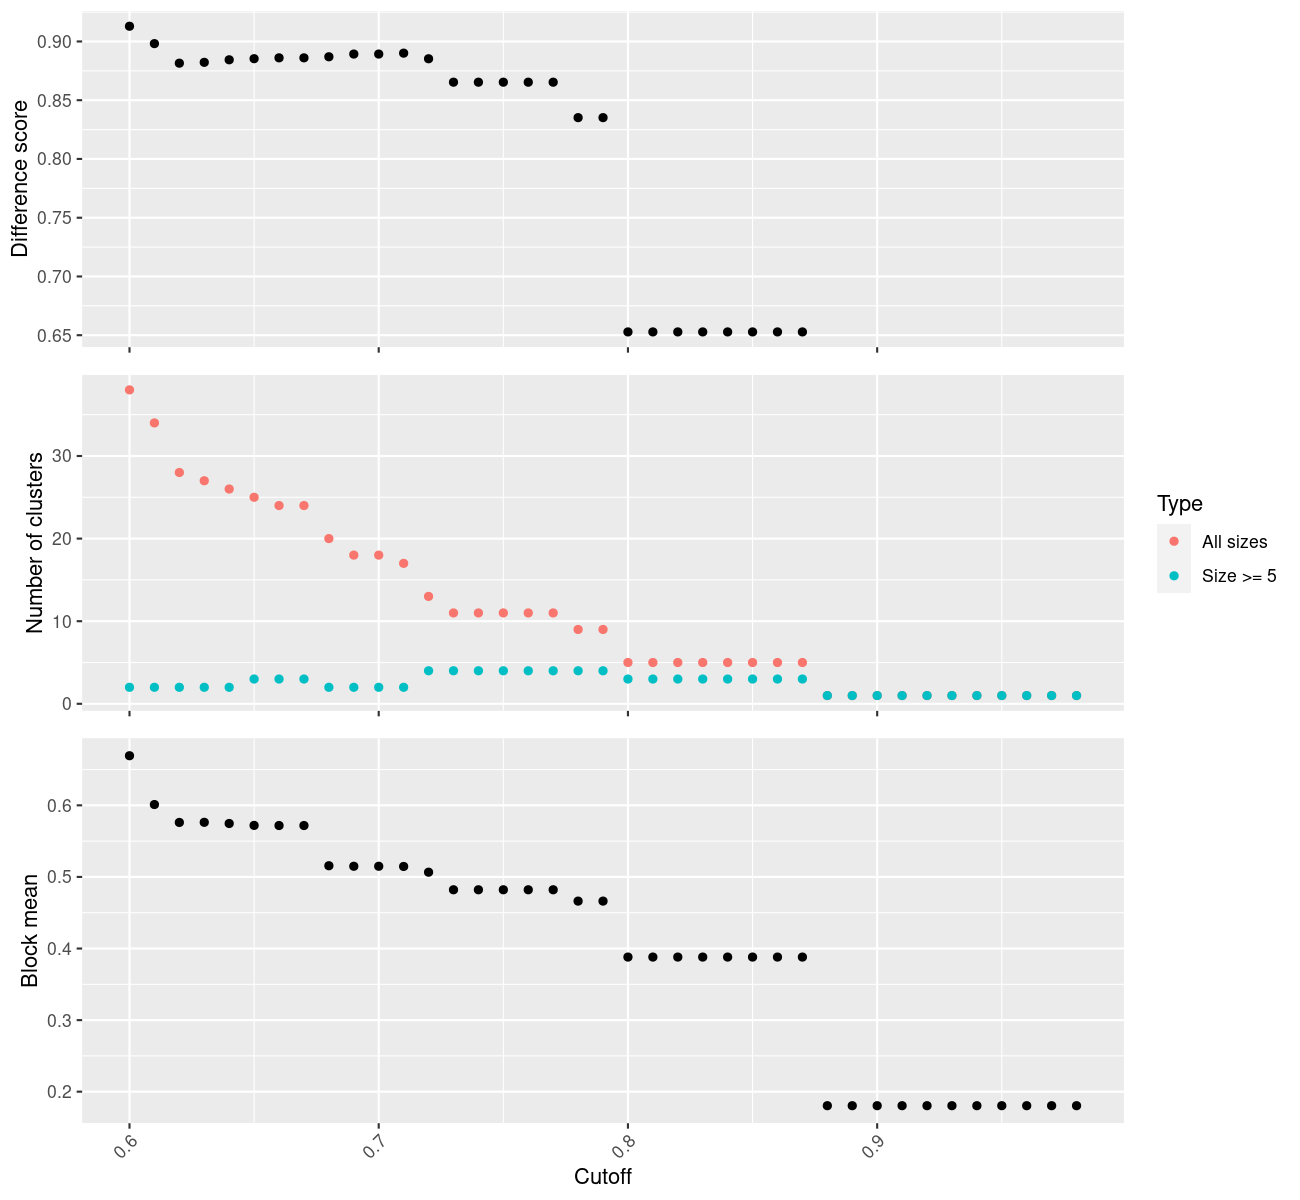 Difference score
0.90
0.85
0.80
0.75
0.70
0.65
Number of clusters
30
20
10
0
Type
All sizes
Size >= 5
Block mean
0.6
0.5
0.4
0.3
0.2
0.6 0.7 0.8 0.9
Cutoff